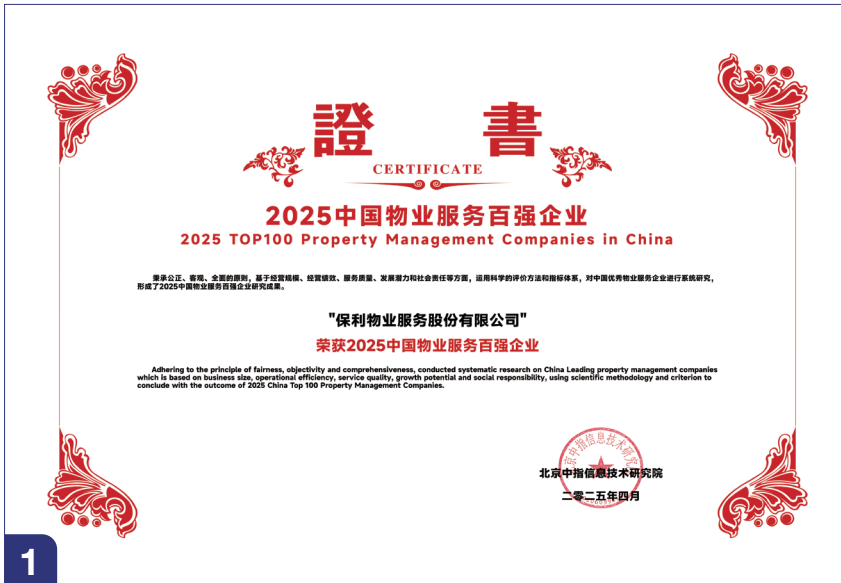 證 書
CERTIFICATE
2025中国物业服务百强企业
2025 TOP100 Property Management Companies in China
秉承公正、客观、全面的原则，基于经营规模、经营绩效、服务质量、发展潜力和社会责任等方面，运用科学的评价方法和指标体系，对中国优秀物业服务企业进行系统研究，
形成了2025中国物业服务百强企业研究成果。
"保利物业服务股份有限公司"
荣获2025中国物业服务百强企业
Adhering to the principle of fairness, objectivity and comprehensiveness, conducted systematic research on China Leading property management companies
which is based on business size, operational efficiency, service quality, growth potential and social responsibility, using scientific methodology and criterion to
conclude with the outcome of 2025 China Top 100 Property Management Companies.
京中指信息技术研究
北京中指信息技术研究院
二零二五年四月
1